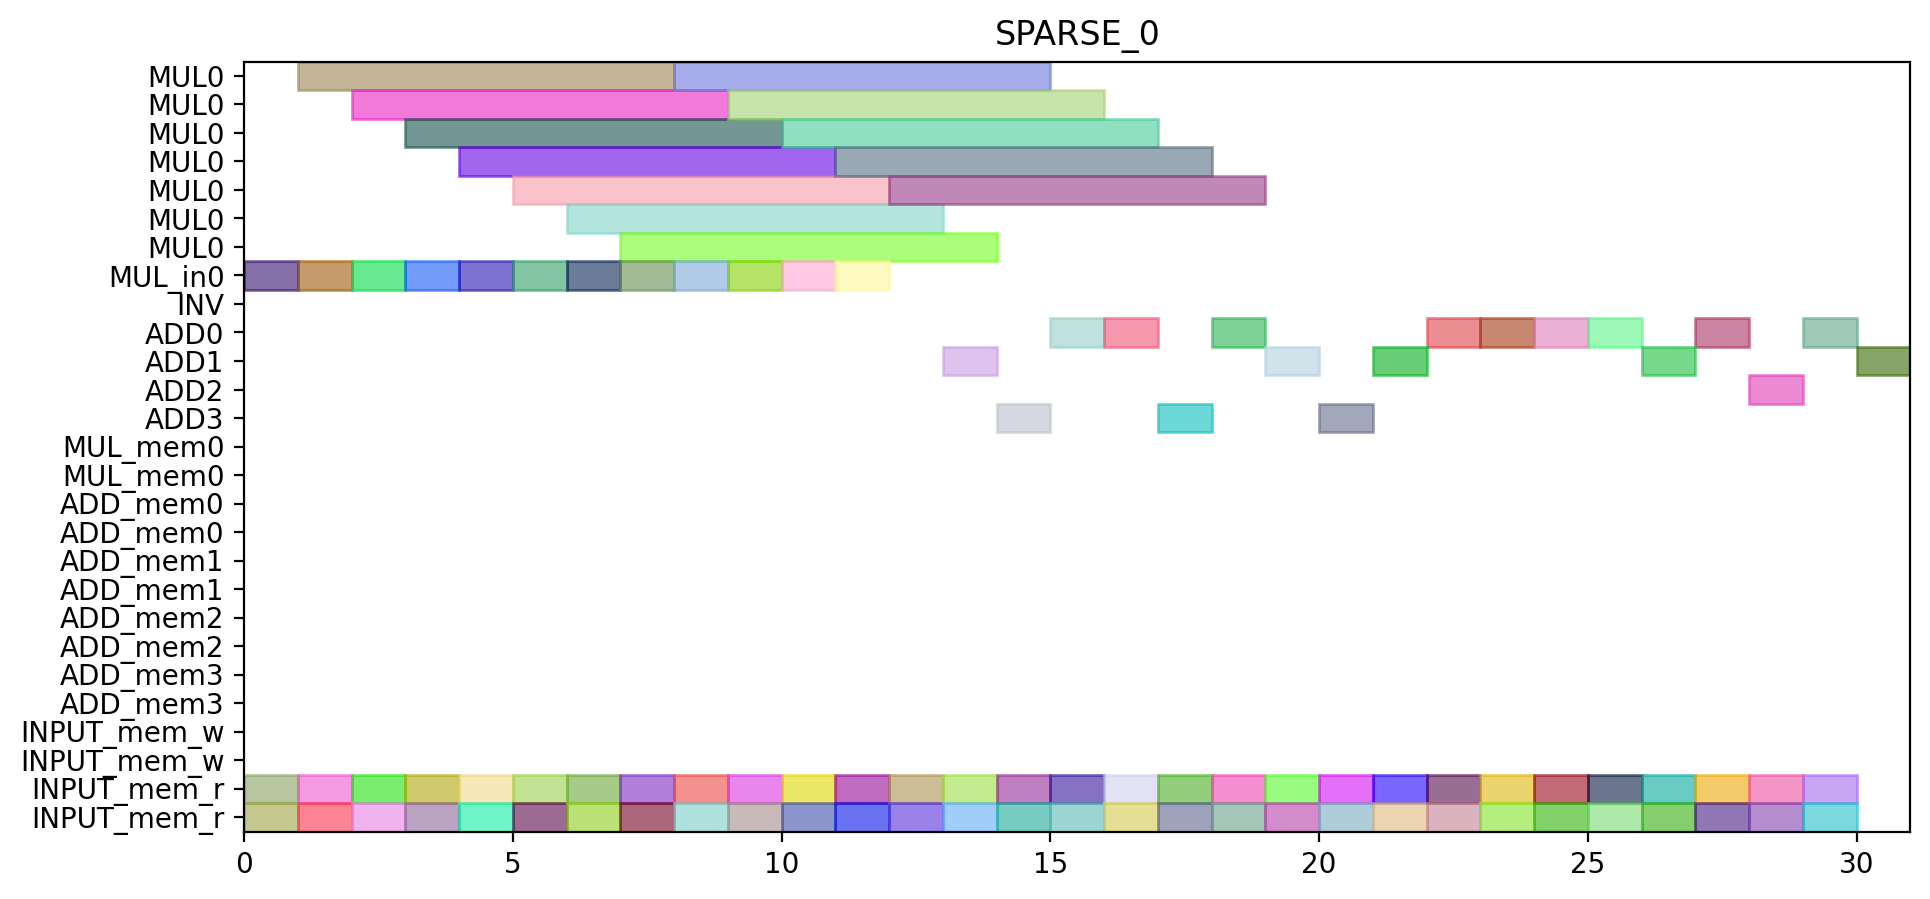 SPARSE_0
MUL0
MUL0
MUL0
MUL0
MUL0
MUL0
MUL0
MUL_in0
INV
ADD0
ADD1
ADD2
ADD3
MUL_mem0
MUL_mem0
ADD_mem0
ADD_mem0
ADD_mem1
ADD_mem1
ADD_mem2
ADD_mem2
ADD_mem3
ADD_mem3
INPUT_mem_w
INPUT_mem_w
INPUT_mem_r
INPUT_mem_r
0 5 10 15 20 25 30